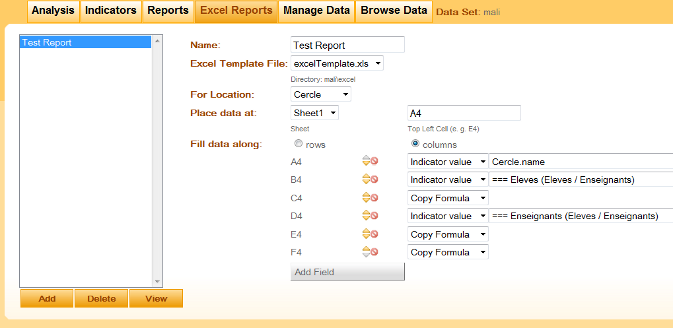 Analysis Indicators Reports Excel Reports Manage Data Browse Data Data Set: mali
Test Report
Name: Test Report
Excel Template File: excelTemplate.xls
Directory: mali\excel
For Location: Cercle
Place data at: Sheet1 A4
Sheet Top Left Cell (e. g. E4)
Fill data along: rows columns
A4 Indicator value Cercle.name
B4 Indicator value === Eleves (Eleves / Enseignants)
C4 Copy Formula
D4 Indicator value === Enseignants (Eleves / Enseignants)
E4 Copy Formula
F4 Copy Formula
Add Field
Add Delete View